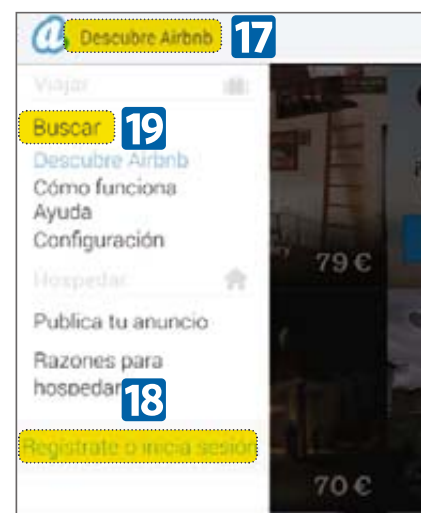 Descubre Airbnb 17
Viajar
Buscar 19
Descubre Airbnb
Cómo funciona
Ayuda
Configuración
79 €
Hospedar
Publica tu anuncio
Razones para
hospedar
18
Regístrate o inicia sesión
70 €